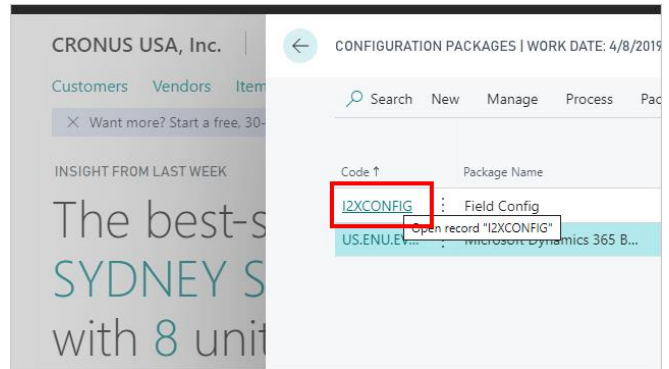 CRONUS USA, Inc.
Customers Vendors Item
Want more? Start a free, 30-
INSIGHT FROM LAST WEEK
The best-s
SYDNEY S
with 8 unit
CONFIGURATION PACKAGES | WORK DATE: 4/8/2019
Search New Manage Process Pac
Code ↑ Package Name
I2XCONFIG Field Config
Open record "I2XCONFIG"
US.ENU.EV... Microsoft Dynamics 365 B...